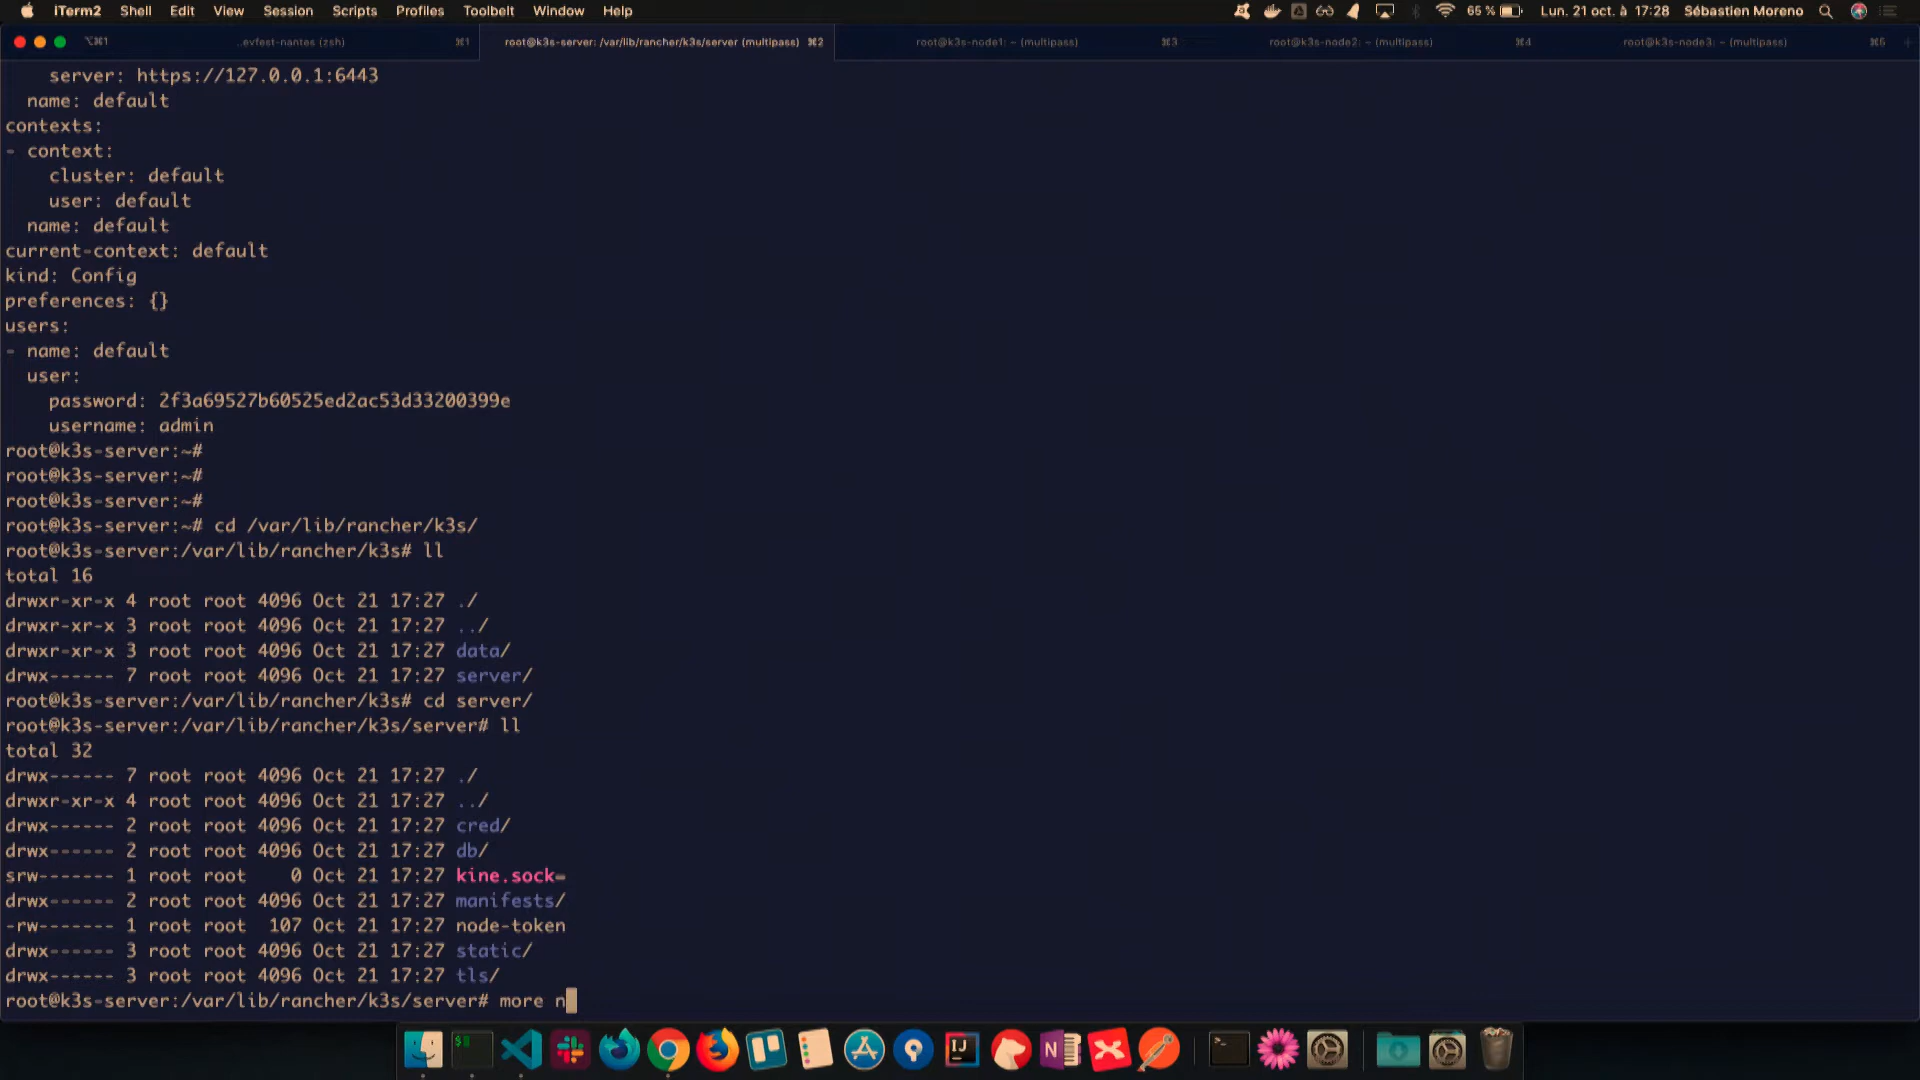 iTerm2 Shell Edit View Session Scripts Profiles Toolbelt Window Help 65 % Lun. 21 oct. à 17:28 Sébastien Moreno
⌥⌘1 ..evfest-nantes (zsh) ⌘1 root@k3s-server: /var/lib/rancher/k3s/server (multipass) ⌘2 root@k3s-node1: ~ (multipass) ⌘3 root@k3s-node2: ~ (multipass) ⌘4 root@k3s-node3: ~ (multipass) ⌘5
server: https://127.0.0.1:6443
name: default
contexts:
- context:
cluster: default
user: default
name: default
current-context: default
kind: Config
preferences: {}
users:
- name: default
user:
password: 2f3a69527b60525ed2ac53d33200399e
username: admin
root@k3s-server:~#
root@k3s-server:~#
root@k3s-server:~#
root@k3s-server:~# cd /var/lib/rancher/k3s/
root@k3s-server:/var/lib/rancher/k3s# ll
total 16
drwxr-xr-x 4 root root 4096 Oct 21 17:27 ./
drwxr-xr-x 3 root root 4096 Oct 21 17:27 ../
drwxr-xr-x 3 root root 4096 Oct 21 17:27 data/
drwx------ 7 root root 4096 Oct 21 17:27 server/
root@k3s-server:/var/lib/rancher/k3s# cd server/
root@k3s-server:/var/lib/rancher/k3s/server# ll
total 32
drwx------ 7 root root 4096 Oct 21 17:27 ./
drwxr-xr-x 4 root root 4096 Oct 21 17:27 ../
drwx------ 2 root root 4096 Oct 21 17:27 cred/
drwx------ 2 root root 4096 Oct 21 17:27 db/
srw------- 1 root root 0 Oct 21 17:27 kine.sock=
drwx------ 2 root root 4096 Oct 21 17:27 manifests/
-rw------- 1 root root 107 Oct 21 17:27 node-token
drwx------ 3 root root 4096 Oct 21 17:27 static/
drwx------ 3 root root 4096 Oct 21 17:27 tls/
root@k3s-server:/var/lib/rancher/k3s/server# more n